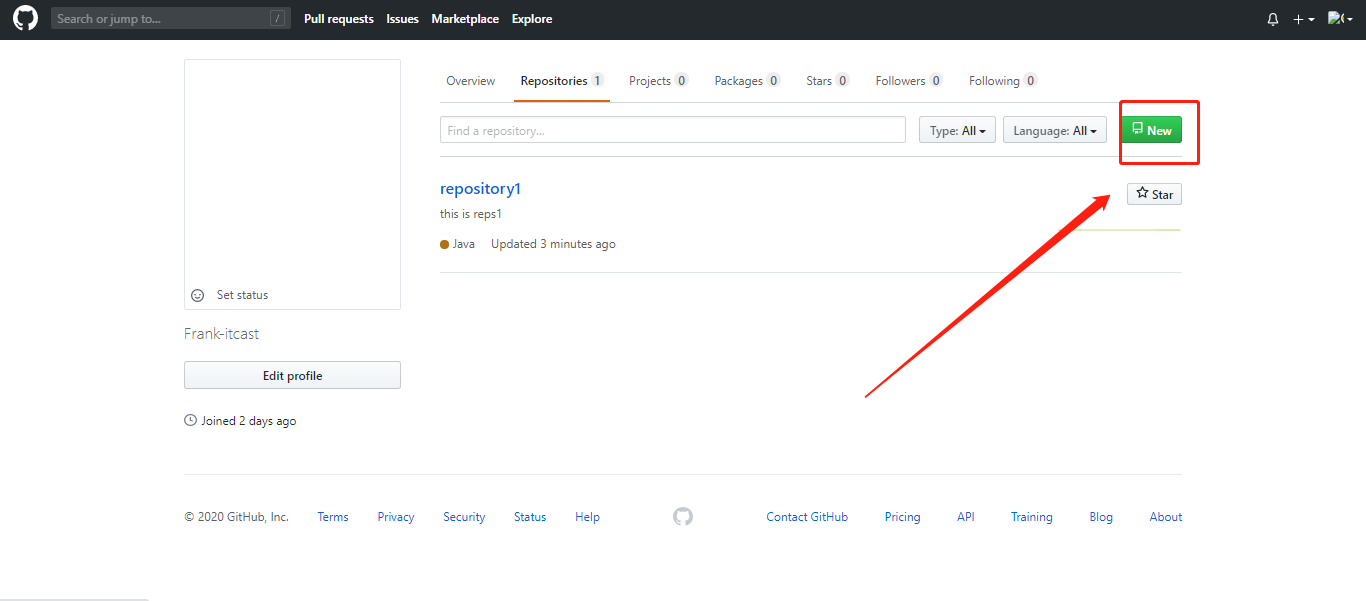 Search or jump to... / Pull requests Issues Marketplace Explore
Overview Repositories 1 Projects 0 Packages 0 Stars 0 Followers 0 Following 0
Find a repository... Type: All Language: All New
repository1 Star
this is reps1
Java Updated 3 minutes ago
Set status
Frank-itcast
Edit profile
Joined 2 days ago
© 2020 GitHub, Inc. Terms Privacy Security Status Help Contact GitHub Pricing API Training Blog About